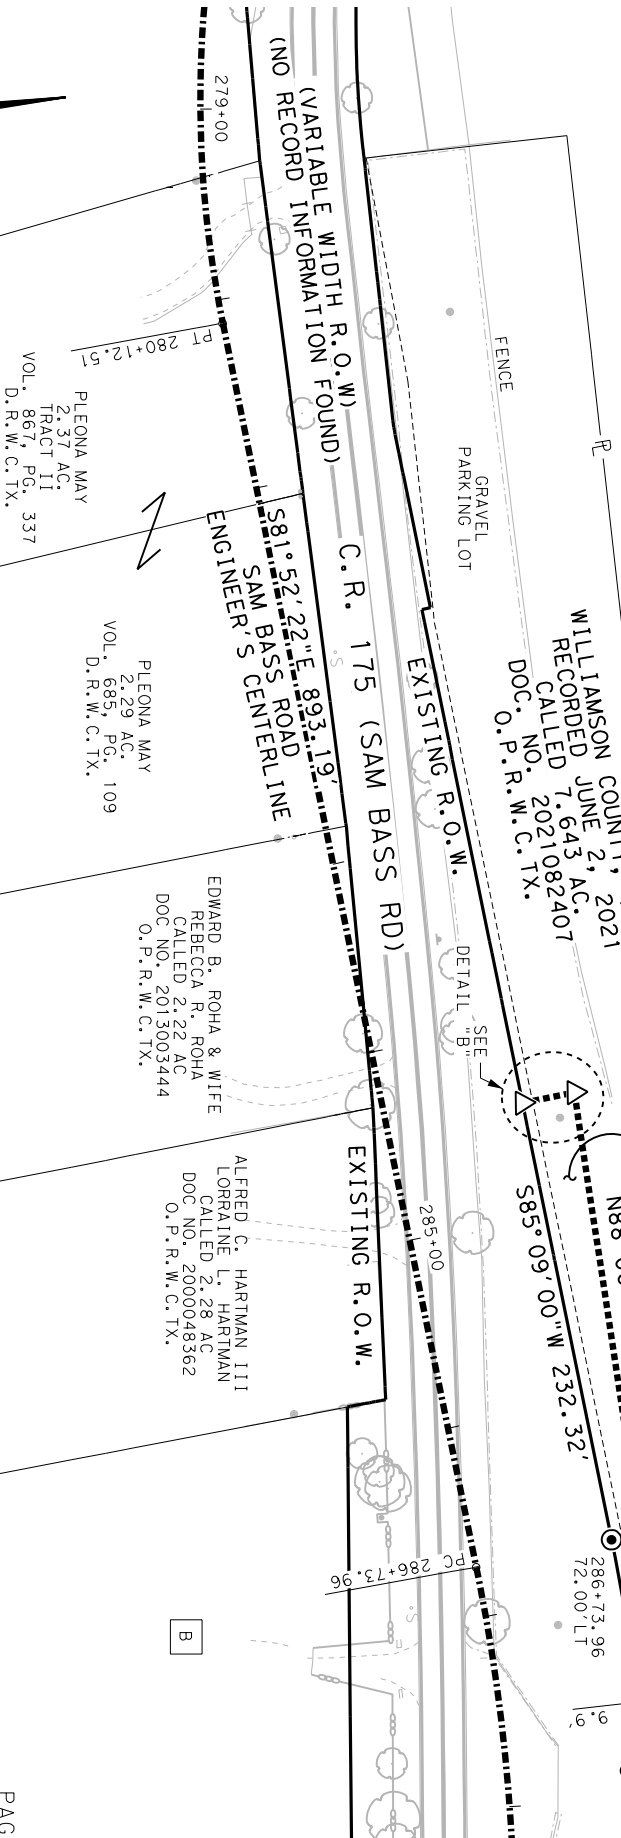 279+00
(VARIABLE WIDTH R.O.W)
(NO RECORD INFORMATION FOUND)
PT 280+12.51
FENCE
GRAVEL
PARKING LOT
PL
PLEONA MAY
2.37 AC.
TRACT II
VOL. 867, PG. 337
D.R.W.C.TX.
S81°52'22"E 893.19'
SAM BASS ROAD
ENGINEER'S CENTERLINE
C.R. 175 (SAM BASS RD)
EXISTING R.O.W.
WILLIAMSON COUNTY,
RECORDED JUNE 2, 2021
CALLED 7.643 AC.
DOC. NO. 2021082407
O.P.R.W.C.TX.
PLEONA MAY
2.29 AC.
VOL. 685, PG. 109
D.R.W.C.TX.
EDWARD B. ROHA & WIFE
REBECCA R. ROHA
CALLED 2.22 AC
DOC NO. 2013003444
O.P.R.W.C.TX.
SEE
DETAIL "B"
ALFRED C. HARTMAN III
LORRAINE L. HARTMAN
CALLED 2.28 AC
DOC NO. 2000048362
O.P.R.W.C.TX.
EXISTING R.O.W.
285+00
S85°09'00"W 232.32'
N88
PC 286+73.96
286+73.96
72.00'LT
9.9'
B
PAG